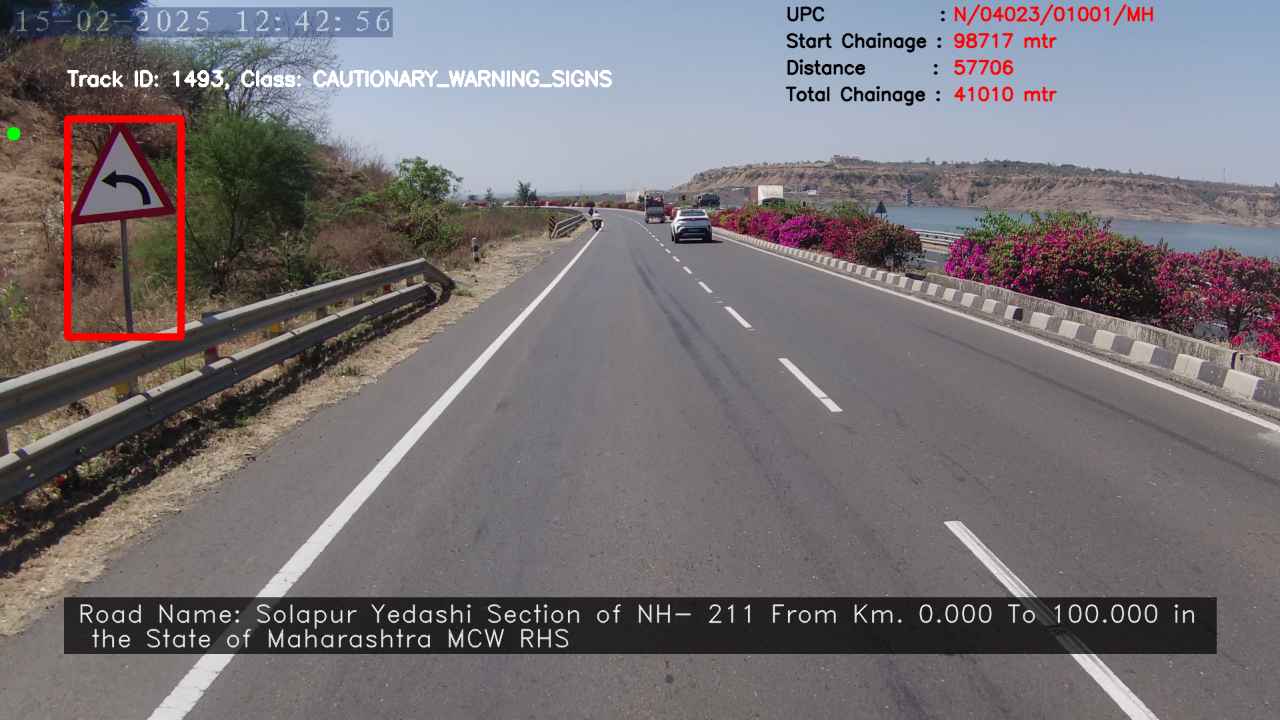 15-02-2025 12:42:56
UPC : N/04023/01001/MH
Start Chainage : 98717 mtr
Distance : 57706
Total Chainage : 41010 mtr
Track ID: 1493, Class: CAUTIONARY_WARNING_SIGNS
Road Name: Solapur Yedashi Section of NH- 211 From Km. 0.000 To 100.000 in
the State of Maharashtra MCW RHS